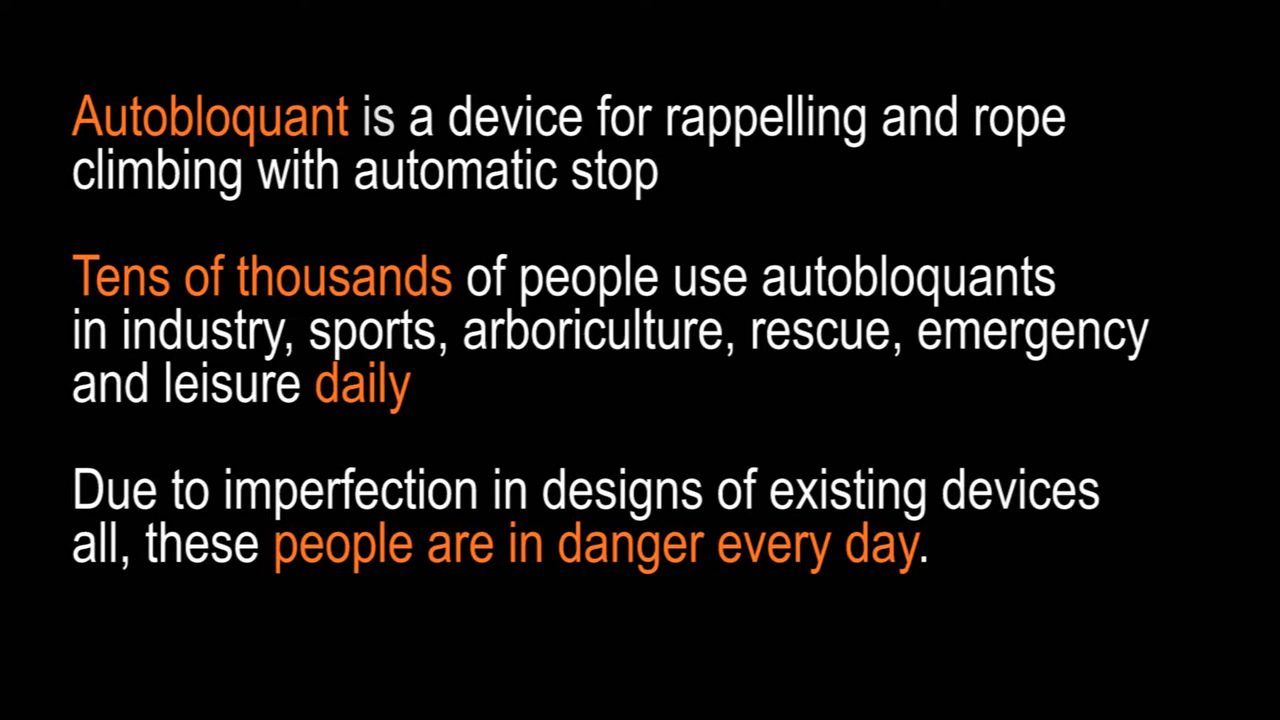 Autobloquant is a device for rappelling and rope
climbing with automatic stop
Tens of thousands of people use autobloquants
in industry, sports, arboriculture, rescue, emergency
and leisure daily
Due to imperfection in designs of existing devices
all, these people are in danger every day.